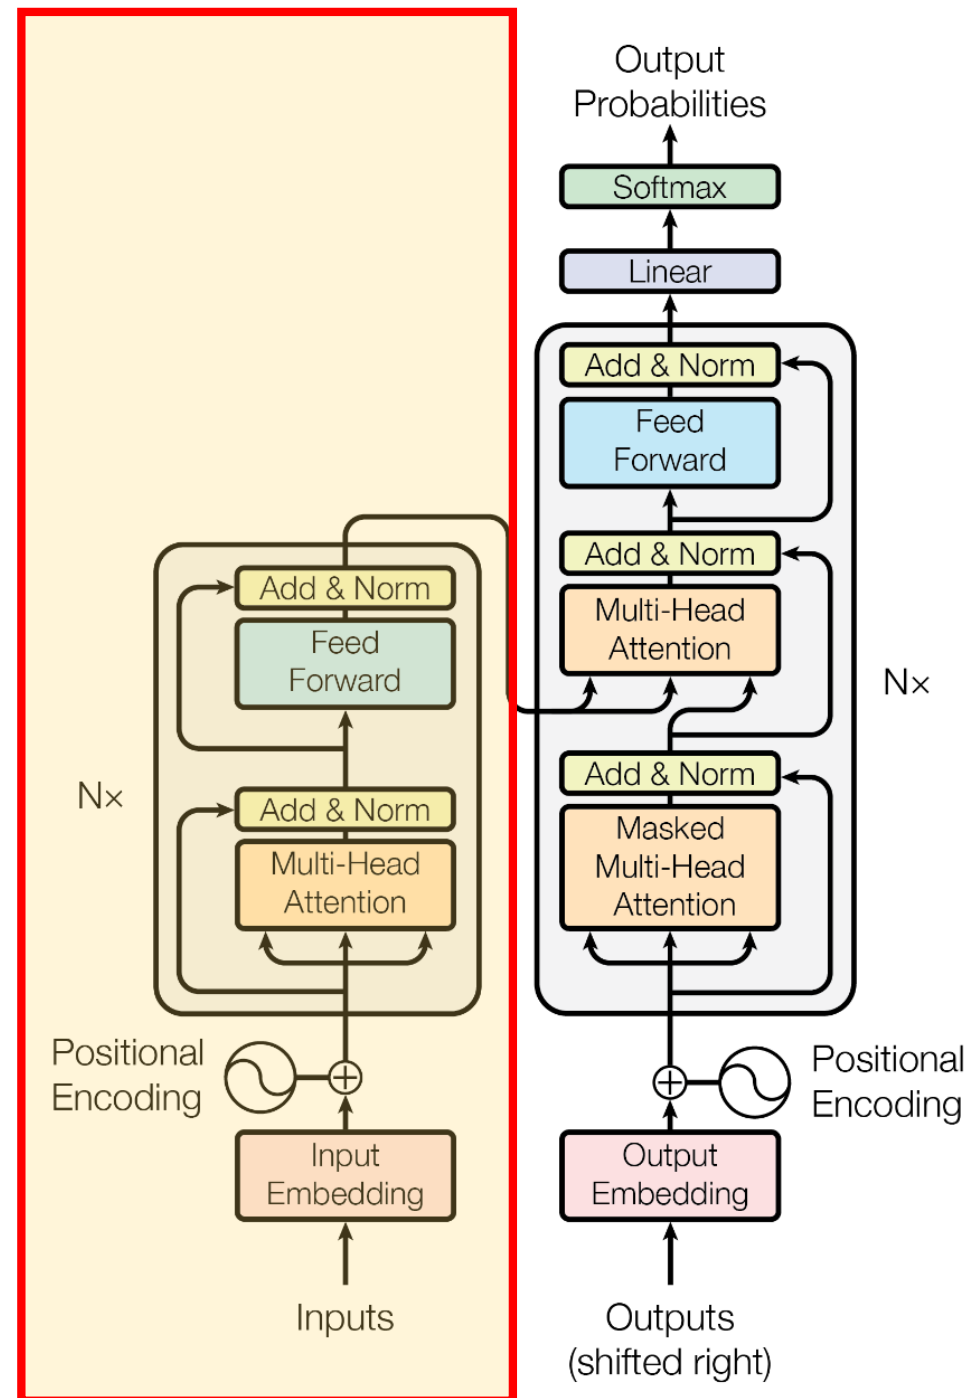 Output
Probabilities
Softmax
Linear
Add & Norm
Feed
Forward
Add & Norm
Multi-Head
Attention
Add & Norm
Masked
Multi-Head
Attention
Nx
Add & Norm
Feed
Forward
Add & Norm
Multi-Head
Attention
N×
Positional
Encoding
Input
Embedding
Inputs
Positional
Encoding
Output
Embedding
Outputs
(shifted right)